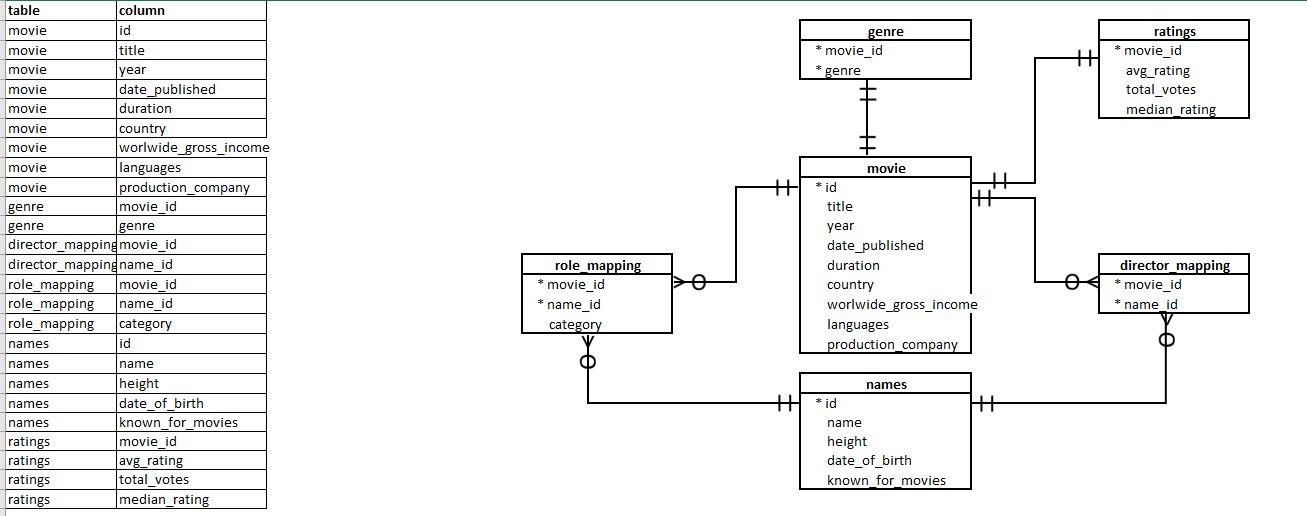 table column
movie id
movie title
movie year
movie date_published
movie duration
movie country
movie worlwide_gross_income
movie languages
movie production_company
genre movie_id
genre genre
director_mapping movie_id
director_mapping name_id
role_mapping movie_id
role_mapping name_id
role_mapping category
names id
names name
names height
names date_of_birth
names known_for_movies
ratings movie_id
ratings avg_rating
ratings total_votes
ratings median_rating
genre
* movie_id
* genre
ratings
* movie_id
avg_rating
total_votes
median_rating
movie
* id
title
year
date_published
duration
country
worlwide_gross_income
languages
production_company
role_mapping
* movie_id
* name_id
category
director_mapping
* movie_id
* name_id
names
* id
name
height
date_of_birth
known_for_movies